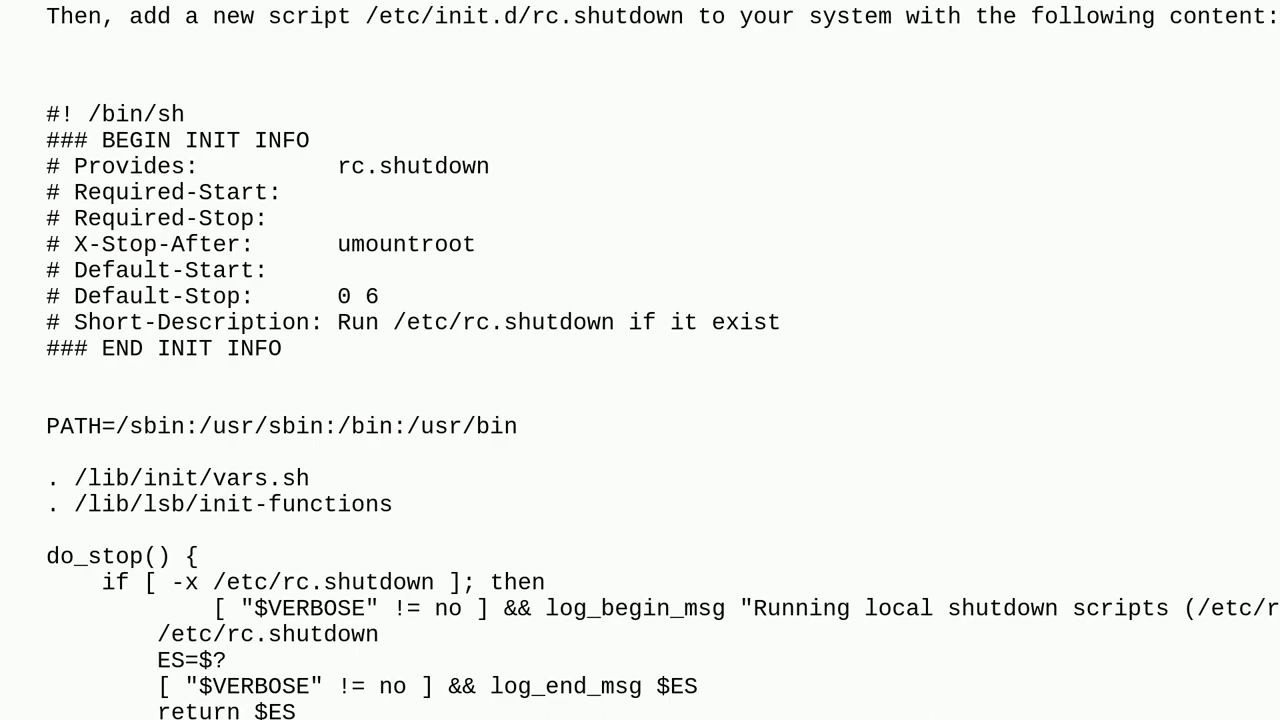 Then, add a new script /etc/init.d/rc.shutdown to your system with the following content:
#! /bin/sh
### BEGIN INIT INFO
# Provides:          rc.shutdown
# Required-Start:
# Required-Stop:
# X-Stop-After:      umountroot
# Default-Start:
# Default-Stop:      0 6
# Short-Description: Run /etc/rc.shutdown if it exist
### END INIT INFO
PATH=/sbin:/usr/sbin:/bin:/usr/bin
. /lib/init/vars.sh
. /lib/lsb/init-functions
do_stop() {
    if [ -x /etc/rc.shutdown ]; then
            [ "$VERBOSE" != no ] && log_begin_msg "Running local shutdown scripts (/etc/r
        /etc/rc.shutdown
        ES=$?
        [ "$VERBOSE" != no ] && log_end_msg $ES
        return $ES